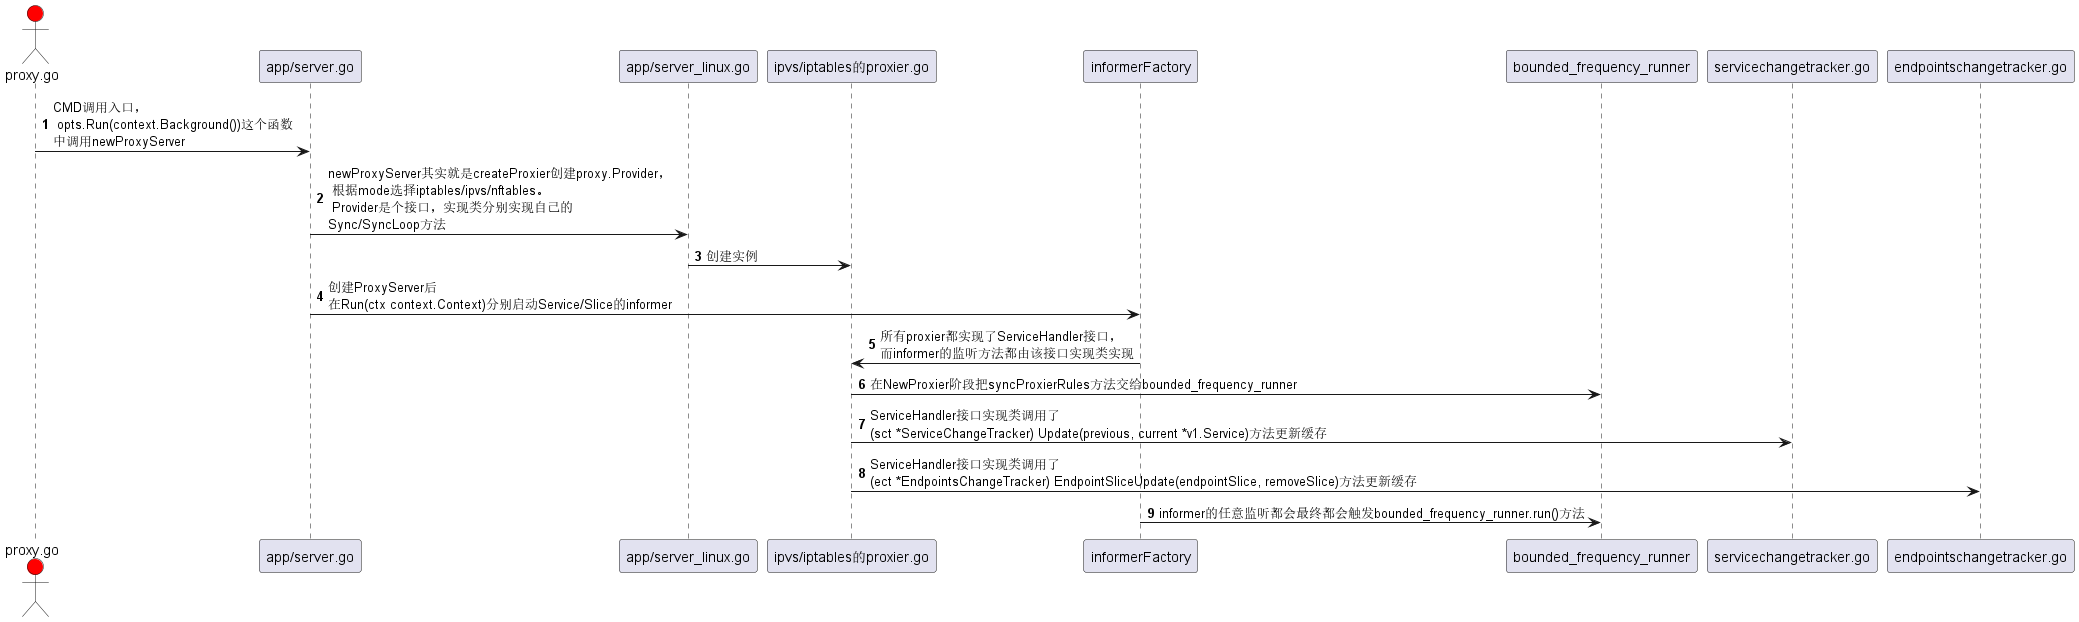 proxy.go
app/server.go
app/server_linux.go
ipvs/iptables的proxier.go
informerFactory
bounded_frequency_runner
servicechangetracker.go
endpointschangetracker.go
CMD调用入口，
1 opts.Run(context.Background())这个函数
中调用newProxyServer
newProxyServer其实就是createProxier创建proxy.Provider，
根据mode选择iptables/ipvs/nftables。
2
Provider是个接口，实现类分别实现自己的
Sync/SyncLoop方法
3 创建实例
创建ProxyServer后
4
在Run(ctx context.Context)分别启动Service/Slice的informer
所有proxier都实现了ServiceHandler接口，
5
而informer的监听方法都由该接口实现类实现
6 在NewProxier阶段把syncProxierRules方法交给bounded_frequency_runner
ServiceHandler接口实现类调用了
7
(sct *ServiceChangeTracker) Update(previous, current *v1.Service)方法更新缓存
ServiceHandler接口实现类调用了
8
(ect *EndpointsChangeTracker) EndpointSliceUpdate(endpointSlice, removeSlice)方法更新缓存
9 informer的任意监听都会最终都会触发bounded_frequency_runner.run()方法
proxy.go
app/server.go
app/server_linux.go
ipvs/iptables的proxier.go
informerFactory
bounded_frequency_runner
servicechangetracker.go
endpointschangetracker.go